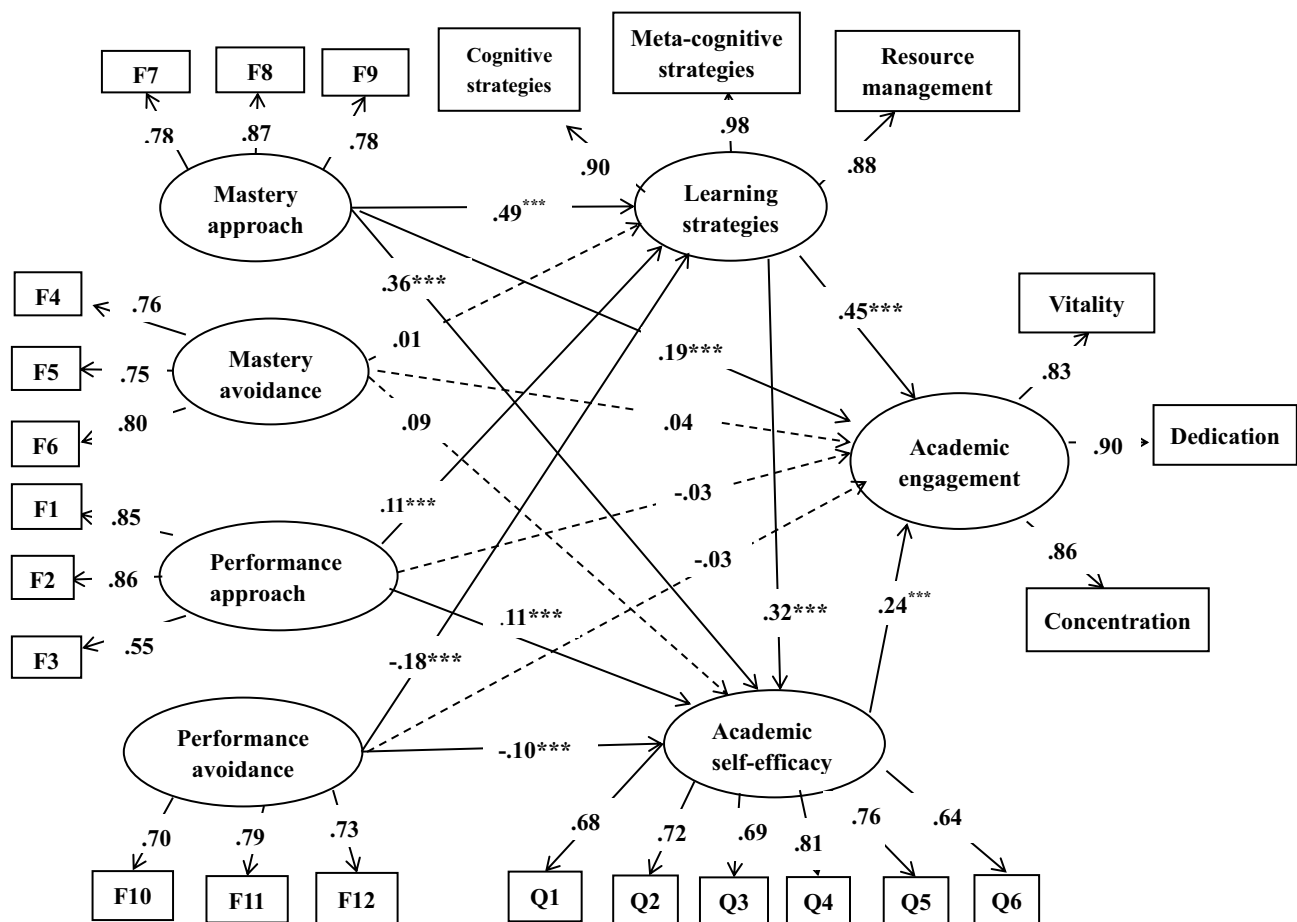 Meta-cognitive
strategies
Cognitive
strategies
Resource
management
F7
F8
F9
.78
.87
.78
.90
.98
.88
Mastery
approach
Learning
strategies
.49***
.36***
F4
.76
Vitality
.45***
.01
.19***
Mastery
avoidance
F5
.75
.83
F6
.80
.09
.04
Academic
engagement
.90
Dedication
F1
.85
.11***
-.03
-.03
.86
F2
.86
Performance
approach
F3
.55
.11***
.32***
.24***
Concentration
-.18***
Performance
avoidance
-.10***
Academic
self-efficacy
.70
.79
.73
.68
.72
.69
.81
.76
.64
F10
F11
F12
Q1
Q2
Q3
Q4
Q5
Q6